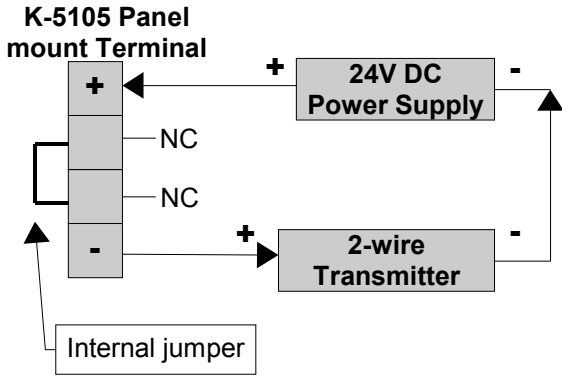 K-5105 Panel
mount Terminal
+
+
24V DC
Power Supply
-
NC
NC
-
+
2-wire
Transmitter
-
Internal jumper